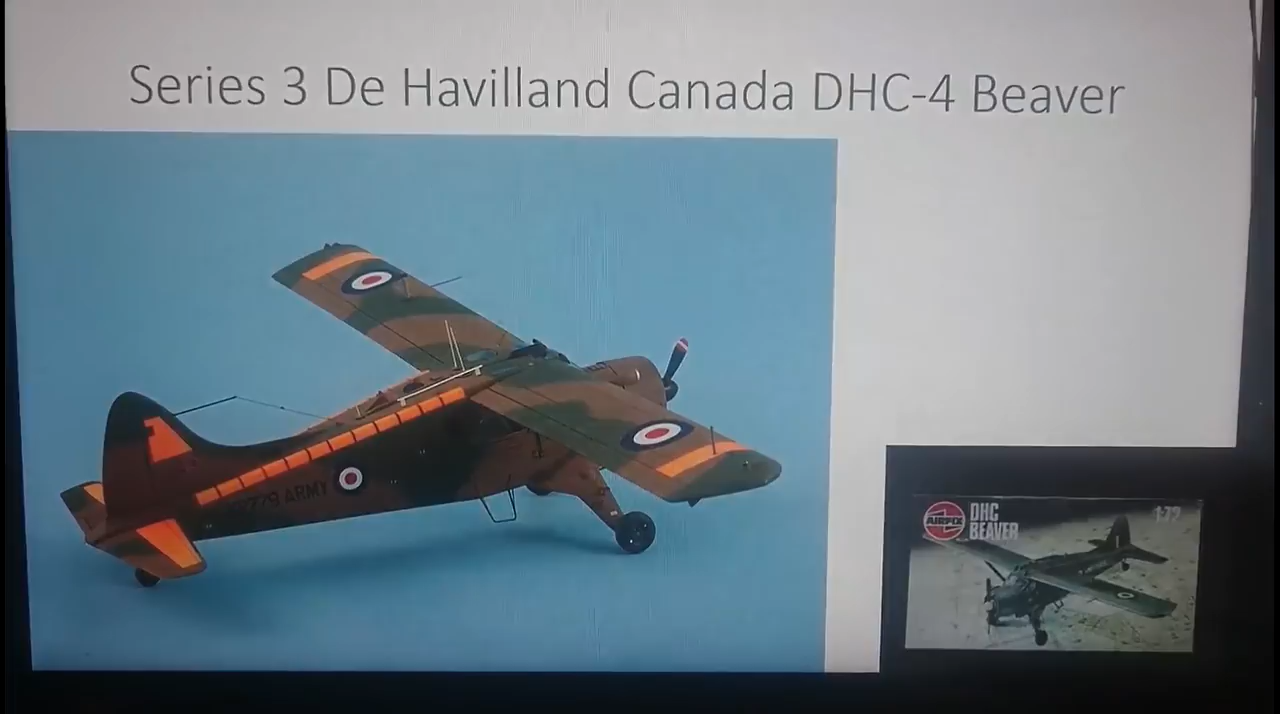 Series 3 De Havilland Canada DHC-4 Beaver
ARMY
AIRFIX
DHC
BEAVER
1:72